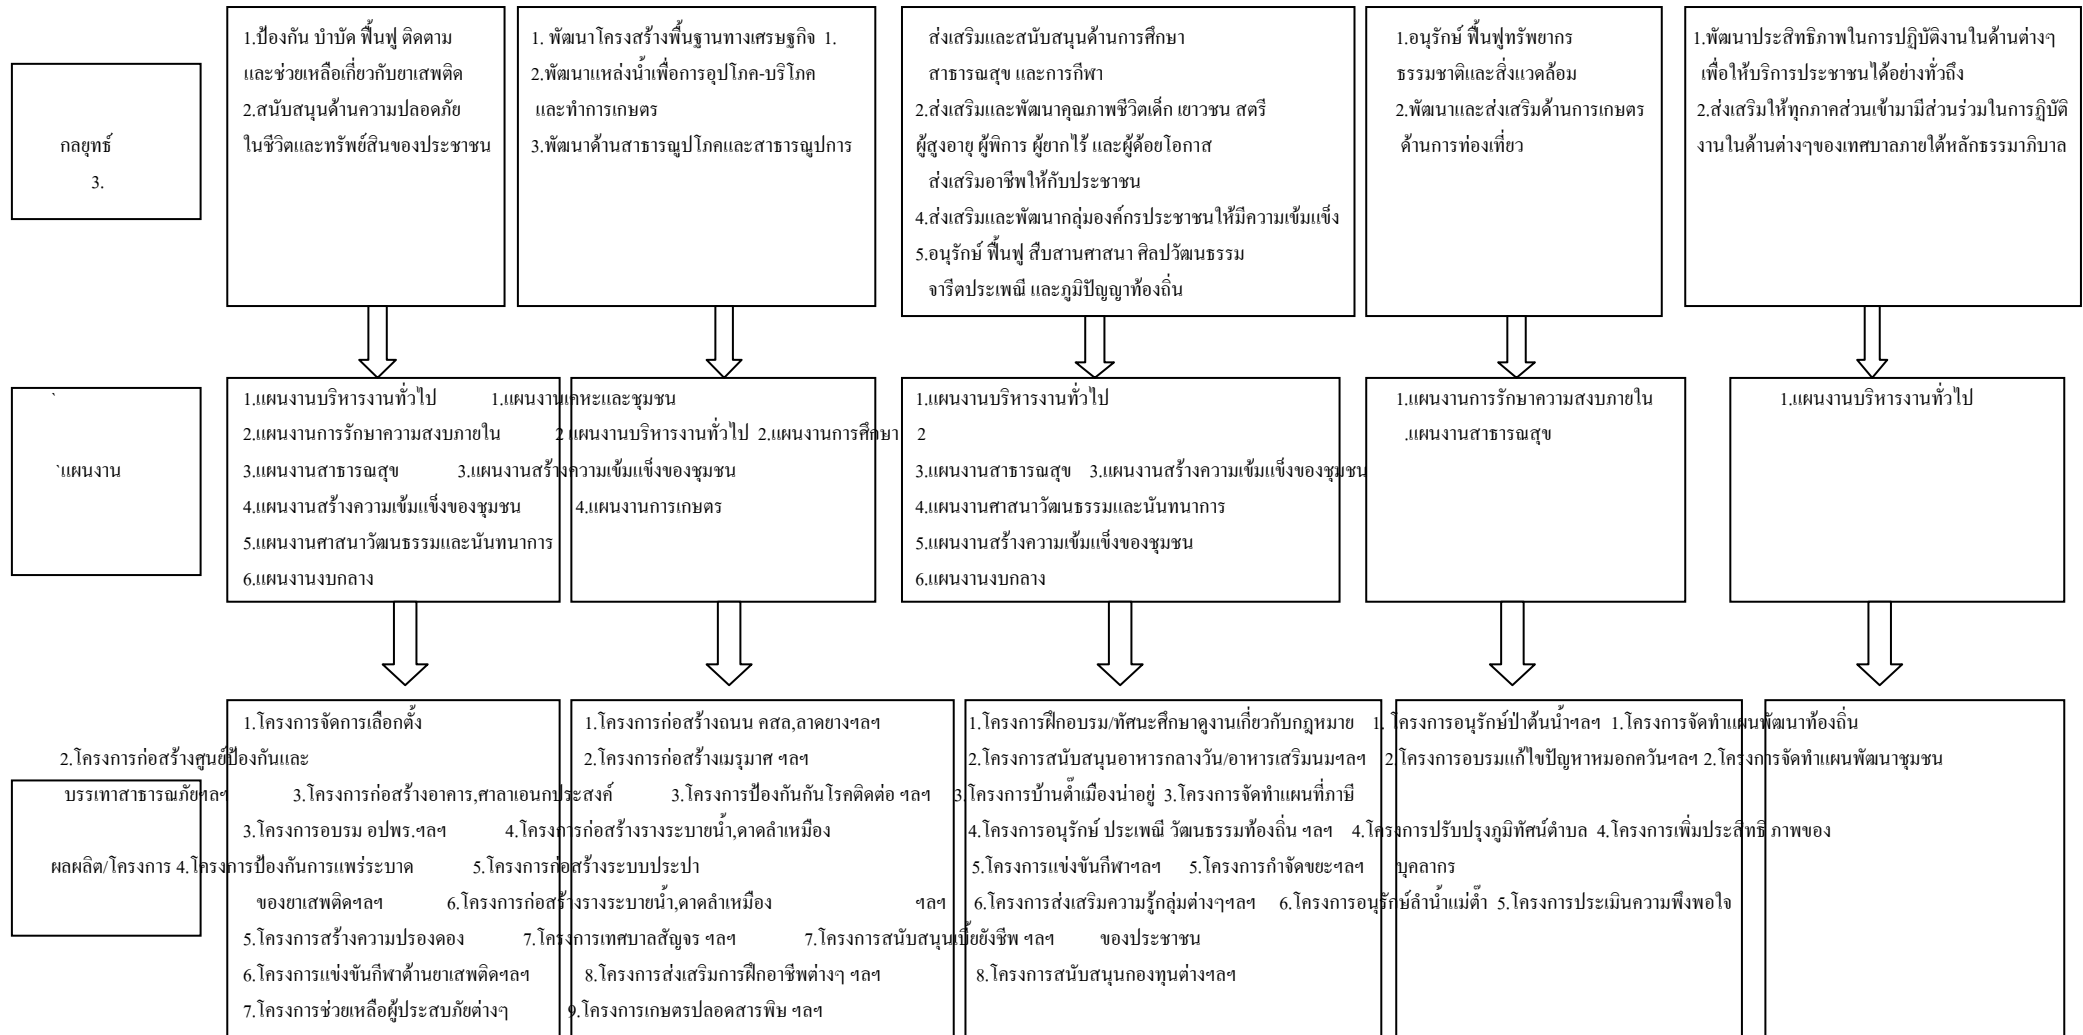 1.ป้องกัน บำบัด ฟื้นฟู ติดตาม
และช่วยเหลือเกี่ยวกับยาเสพติด
2.สนับสนุนด้านความปลอดภัย
ในชีวิตและทรัพย์สินของประชาชน
1. พัฒนาโครงสร้างพื้นฐานทางเศรษฐกิจ 1.
2.พัฒนาแหล่งน้ำเพื่อการอุปโภค-บริโภค
และทำการเกษตร
3.พัฒนาด้านสาธารณูปโภคและสาธารณูปการ
ส่งเสริมและสนับสนุนด้านการศึกษา
สาธารณสุข และการกีฬา
2.ส่งเสริมและพัฒนาคุณภาพชีวิตเด็ก เยาวชน สตรี
ผู้สูงอายุ ผู้พิการ ผู้ยากไร้ และผู้ด้อยโอกาส
ส่งเสริมอาชีพให้กับประชาชน
4.ส่งเสริมและพัฒนากลุ่มองค์กรประชาชนให้มีความเข้มแข็ง
5.อนุรักษ์ ฟื้นฟู สืบสานศาสนา ศิลปวัฒนธรรม
จารีตประเพณี และภูมิปัญญาท้องถิ่น
1.อนุรักษ์ ฟื้นฟูทรัพยากร
ธรรมชาติและสิ่งแวดล้อม
2.พัฒนาและส่งเสริมด้านการเกษตร
ด้านการท่องเที่ยว
1.พัฒนาประสิทธิภาพในการปฏิบัติงานในด้านต่างๆ
เพื่อให้บริการประชาชนได้อย่างทั่วถึง
2.ส่งเสริมให้ทุกภาคส่วนเข้ามามีส่วนร่วมในการฏิบัติ
งานในด้านต่างๆของเทศบาลภายใต้หลักธรรมาภิบาล
กลยุทธ์
3.
1.แผนงานบริหารงานทั่วไป 1.แผนงานเคหะและชุมชน 1.แผนงานบริหารงานทั่วไป 1.แผนงานการรักษาความสงบภายใน 1.แผนงานบริหารงานทั่วไป
2.แผนงานการรักษาความสงบภายใน 2 แผนงานบริหารงานทั่วไป 2.แผนงานการศึกษา 2 .แผนงานสาธารณสุข
`แผนงาน 3.แผนงานสาธารณสุข 3.แผนงานสร้างความเข้มแข็งของชุมชน 3.แผนงานสาธารณสุข 3.แผนงานสร้างความเข้มแข็งของชุมชน
4.แผนงานสร้างความเข้มแข็งของชุมชน 4.แผนงานการเกษตร 4.แผนงานศาสนาวัฒนธรรมและนันทนาการ
5.แผนงานศาสนาวัฒนธรรมและนันทนาการ 5.แผนงานสร้างความเข้มแข็งของชุมชน
6.แผนงานงบกลาง 6.แผนงานงบกลาง
1.โครงการจัดการเลือกตั้ง 1.โครงการก่อสร้างถนน คสล,ลาดยางฯลฯ 1.โครงการฝึกอบรม/ทัศนะศึกษาดูงานเกี่ยวกับกฎหมาย 1. โครงการอนุรักษ์ป่าต้นน้ำฯลฯ 1.โครงการจัดทำแผนพัฒนาท้องถิ่น
2.โครงการก่อสร้างศูนย์ป้องกันและ 2.โครงการก่อสร้างเมรุมาศ ฯลฯ 2.โครงการสนับสนุนอาหารกลางวัน/อาหารเสริมนมฯลฯ 2.โครงการอบรมแก้ไขปัญหาหมอกควันฯลฯ 2.โครงการจัดทำแผนพัฒนาชุมชน
บรรเทาสาธารณภัยฯลฯ 3.โครงการก่อสร้างอาคาร,ศาลาเอนกประสงค์ 3.โครงการป้องกันกันโรคติดต่อ ฯลฯ 3.โครงการบ้านต๊ำเมืองน่าอยู่ 3.โครงการจัดทำแผนที่ภาษี
3.โครงการอบรม อปพร.ฯลฯ 4.โครงการก่อสร้างรางระบายน้ำ,ดาดลำเหมือง 4.โครงการอนุรักษ์ ประเพณี วัฒนธรรมท้องถิ่น ฯลฯ 4.โครงการปรับปรุงภูมิทัศน์ตำบล 4.โครงการเพิ่มประสิทธิ ภาพของ
ผลผลิต/โครงการ 4.โครงการป้องกันการแพร่ระบาด 5.โครงการก่อสร้างระบบประปา 5.โครงการแข่งขันกีฬาฯลฯ 5.โครงการกำจัดขยะฯลฯ บุคลากร
ของยาเสพติดฯลฯ 6.โครงการก่อสร้างรางระบายน้ำ,ดาดลำเหมือง ฯลฯ 6.โครงการส่งเสริมความรู้กลุ่มต่างๆฯลฯ 6.โครงการอนุรักษ์ลำน้ำแม่ต๊ำ 5.โครงการประเมินความพึงพอใจ
5.โครงการสร้างความปรองดอง 7.โครงการเทศบาลสัญจร ฯลฯ 7.โครงการสนับสนุนเบี้ยยังชีพ ฯลฯ ของประชาชน
6.โครงการแข่งขันกีฬาต้านยาเสพติดฯลฯ 8.โครงการส่งเสริมการฝึกอาชีพต่างๆ ฯลฯ 8.โครงการสนับสนุนกองทุนต่างฯลฯ
7.โครงการช่วยเหลือผู้ประสบภัยต่างๆ 9.โครงการเกษตรปลอดสารพิษ ฯลฯ